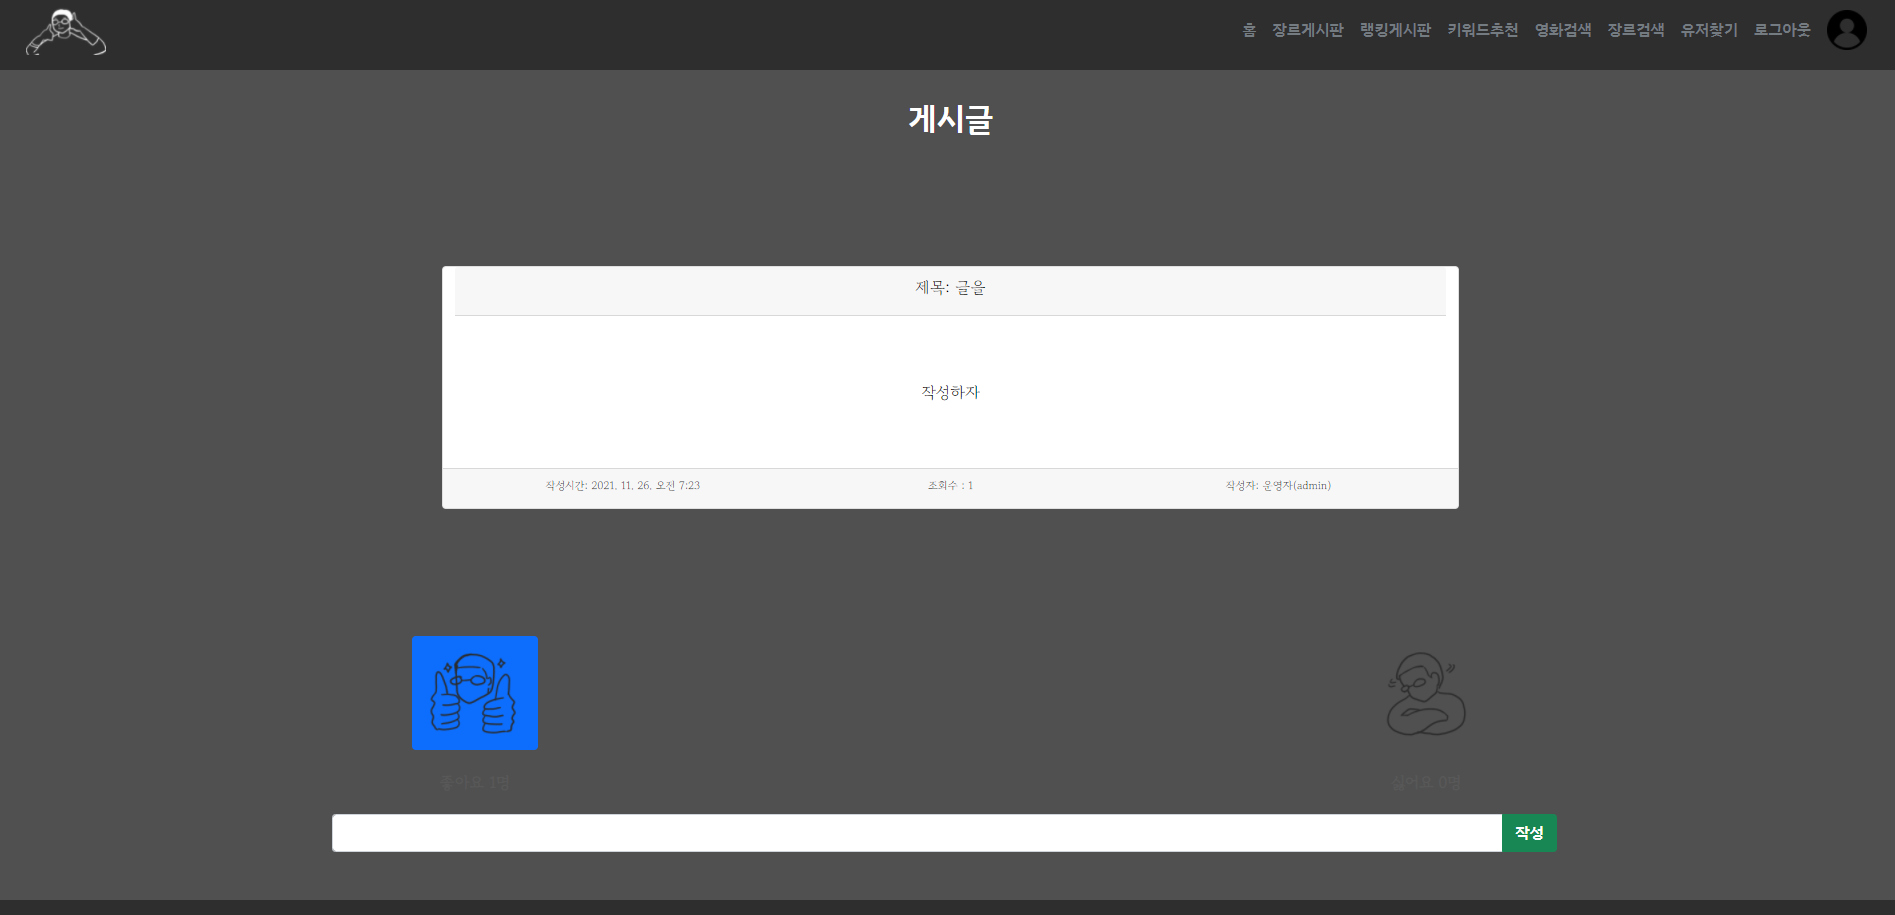 홈 장르게시판 랭킹게시판 키워드추천 영화검색 장르검색 유저찾기 로그아웃
게시글
제목: 글을
작성하자
작성시간: 2021. 11. 26. 오전 7:23 조회수 : 1 작성자: 운영자(admin)
좋아요 1명 싫어요 0명
작성